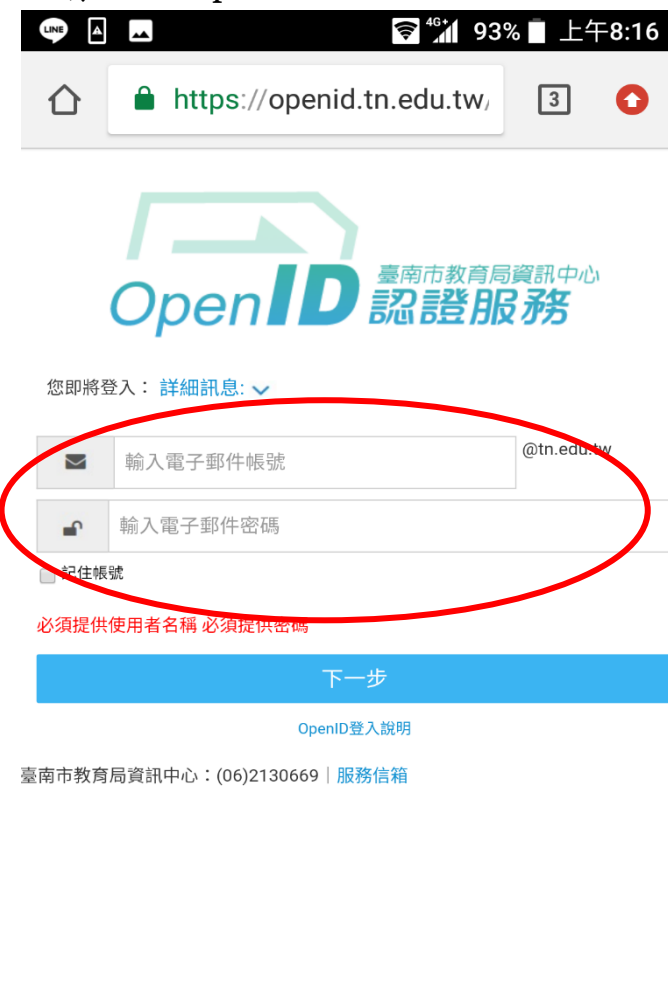 LINE A 4G+ 93% 上午8:16
https://openid.tn.edu.tw/ 3
臺南市教育局資訊中心
OpenID 認證服務
您即將登入： 詳細訊息:
輸入電子郵件帳號 @tn.edu.tw
輸入電子郵件密碼
記住帳號
必須提供使用者名稱 必須提供密碼
下一步
OpenID登入說明
臺南市教育局資訊中心：(06)2130669｜服務信箱